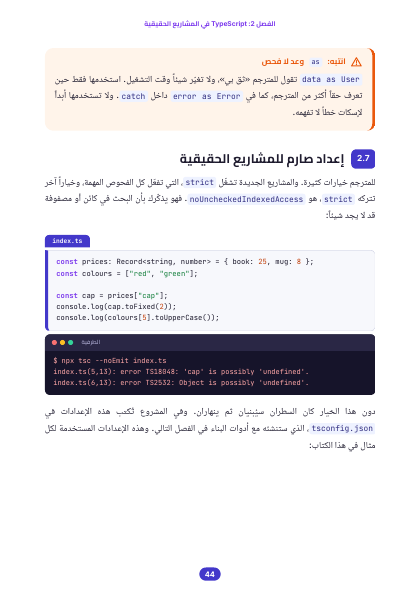 الفصل 2: TypeScript في المشاريع الحقيقية
انتبه: as وعد لا فحص
data as User تقول للمترجم «ثق بي»، ولا تغيّر شيئاً وقت التشغيل. استخدمها فقط حين
تعرف حقاً أكثر من المترجم، كما في error as Error داخل catch. ولا تستخدمها أبداً
لإسكات خطأ لا تفهمه.
2.7 إعداد صارم للمشاريع الحقيقية
للمترجم خيارات كثيرة. والمشاريع الجديدة تشغّل strict، التي تفعّل كل الفحوص المهمة، وخياراً آخر
تتركه strict، هو noUncheckedIndexedAccess. فهو يذكّرك بأن البحث في كائن أو مصفوفة
قد لا يجد شيئاً:
index.ts
const prices: Record<string, number> = { book: 25, mug: 8 };
const colours = ["red", "green"];
const cap = prices["cap"];
console.log(cap.toFixed(2));
console.log(colours[5].toUpperCase());
الطرفية
$ npx tsc --noEmit index.ts
index.ts(5,13): error TS18048: 'cap' is possibly 'undefined'.
index.ts(6,13): error TS2532: Object is possibly 'undefined'.
دون هذا الخيار كان السطران سيُبنيان ثم ينهاران. وفي المشروع تُكتب هذه الإعدادات في
tsconfig.json، الذي ستنشئه مع أدوات البناء في الفصل التالي. وهذه الإعدادات المستخدمة لكل
مثال في هذا الكتاب:
44